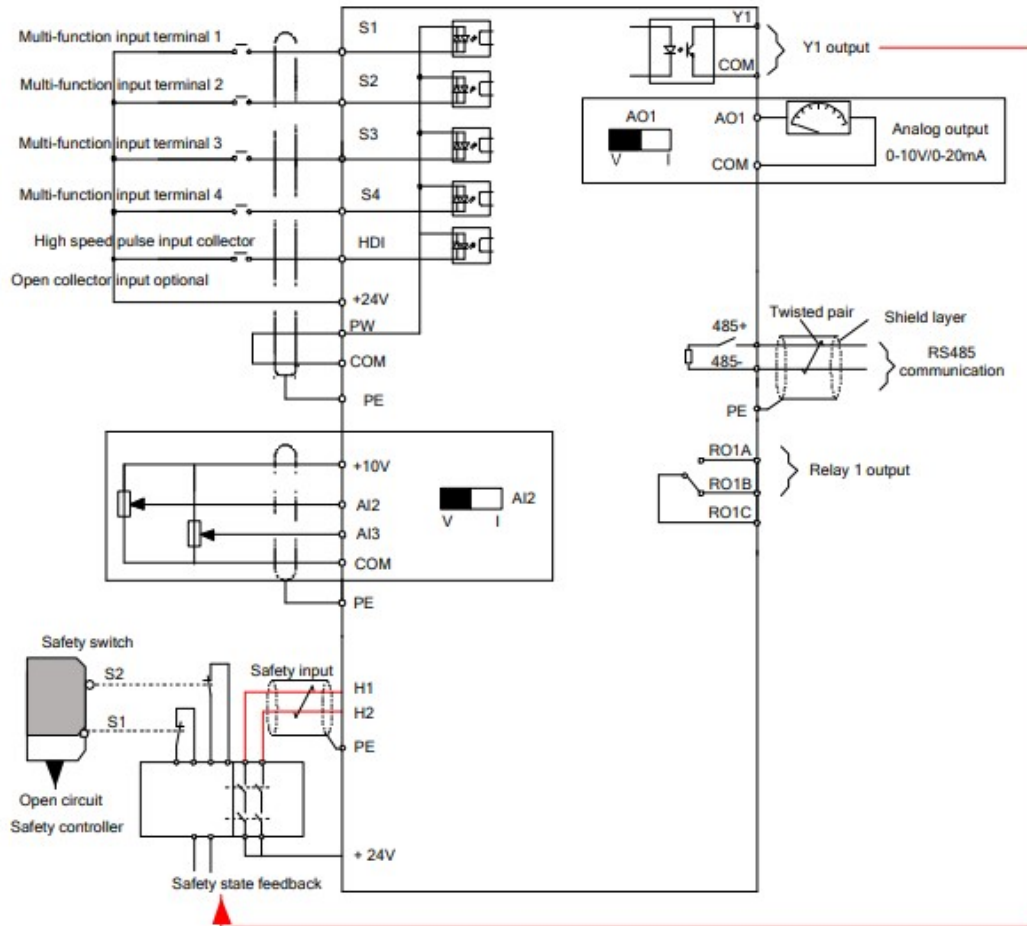 Multi-function input terminal 1
Multi-function input terminal 2
Multi-function input terminal 3
Multi-function input terminal 4
High speed pulse input collector
Open collector input optional
S1
S2
S3
S4
HDI
+24V
PW
COM
PE
Y1
COM
Y1 output
AO1
V I
AO1
COM
Analog output
0-10V/0-20mA
485+
485-
PE
Twisted pair
Shield layer
RS485
communication
RO1A
RO1B
RO1C
Relay 1 output
+10V
AI2
AI3
COM
PE
V I
AI2
Safety switch
S2
S1
Open circuit
Safety controller
Safety input
H1
H2
PE
+ 24V
Safety state feedback